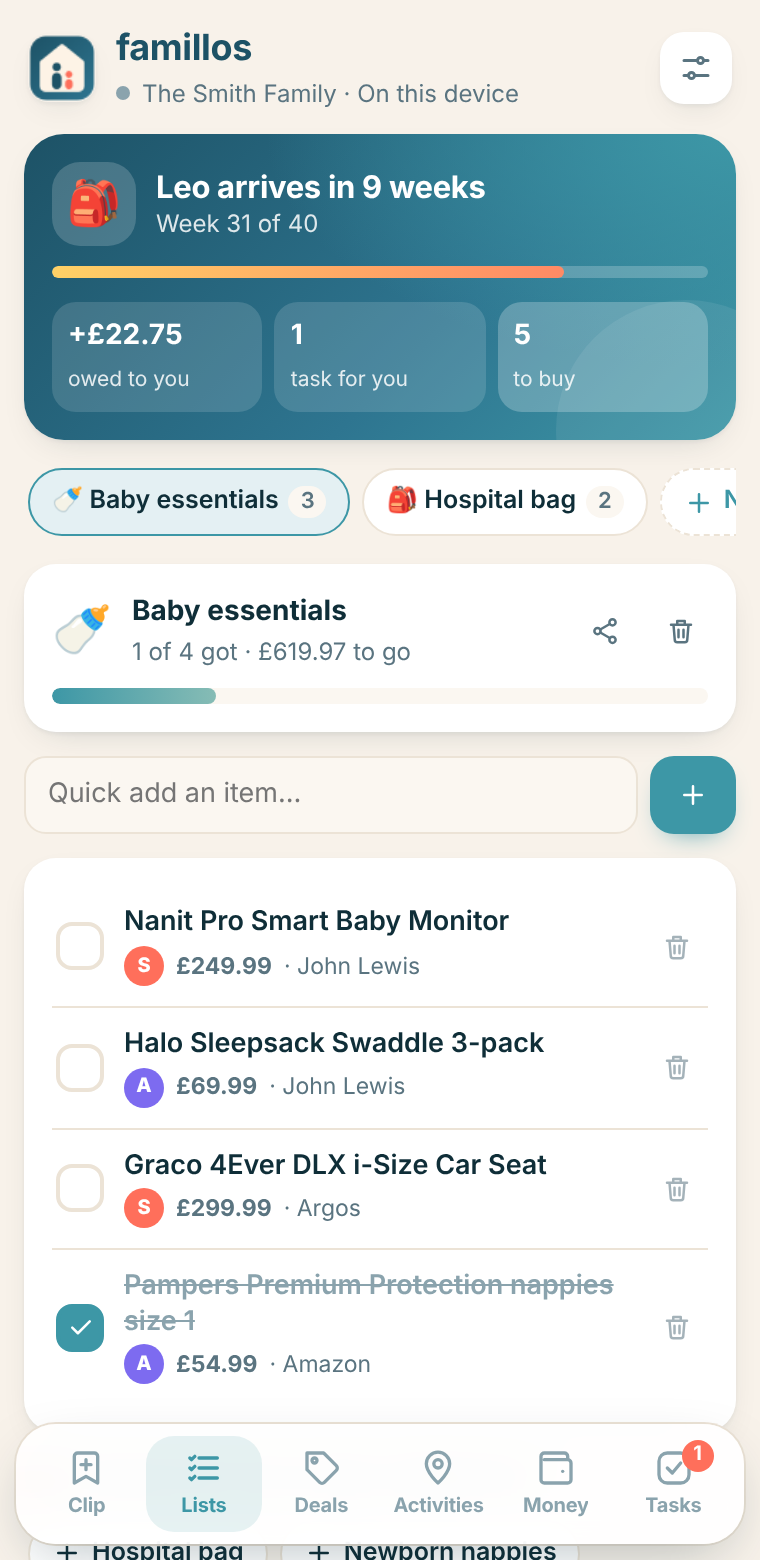 famillos
The Smith Family · On this device
Leo arrives in 9 weeks
Week 31 of 40
+£22.75
owed to you
1
task for you
5
to buy
Baby essentials 3
Hospital bag 2
+ N
Baby essentials
1 of 4 got · £619.97 to go
Quick add an item...
+
Nanit Pro Smart Baby Monitor
S £249.99 · John Lewis
Halo Sleepsack Swaddle 3-pack
A £69.99 · John Lewis
Graco 4Ever DLX i-Size Car Seat
S £299.99 · Argos
Pampers Premium Protection nappies
size 1
A £54.99 · Amazon
1
Clip
Lists
Deals
Activities
Money
Tasks
+ Hospital bag
+ Newborn nappies